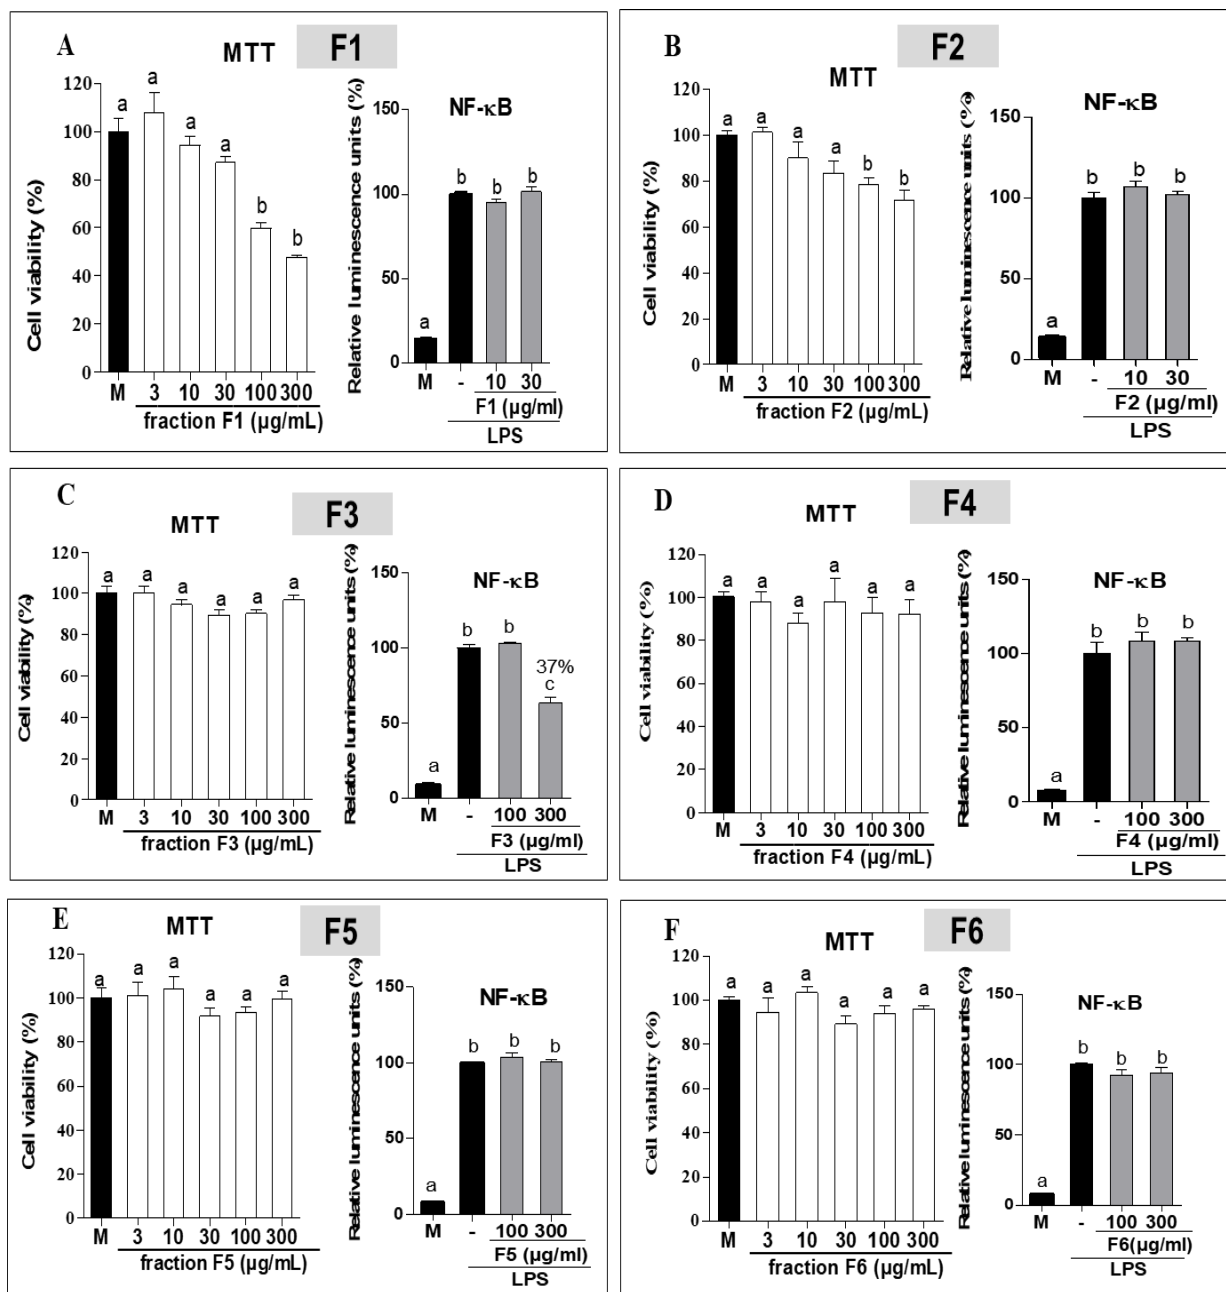 A
MTT
F1
Cell viability (%)
120
100
80
60
40
20
0
a
a
a
a
b
b
M 3 10 30 100 300
fraction F1 (µg/mL)
NF-κB
Relative luminescence units (%)
150
100
50
0
a
b
b
b
M - 10 30
F1 (µg/ml)
LPS
B
MTT
F2
Cell viability (%)
120
100
80
60
40
20
0
a
a
a
a
b
b
M 3 10 30 100 300
fraction F2 (µg/mL)
NF-κB
Relative luminescence units (%)
150
100
50
0
a
b
b
b
M - 10 30
F2 (µg/ml)
LPS
C
MTT
F3
Cell viability (%)
120
100
80
60
40
20
0
a
a
a
a
a
a
M 3 10 30 100 300
fraction F3 (µg/mL)
NF-κB
Relative luminescence units (%)
150
100
50
0
a
b
b
37%
c
M - 100 300
F3 (µg/ml)
LPS
D
MTT
F4
Cell viability (%)
120
100
80
60
40
20
0
a
a
a
a
a
a
M 3 10 30 100 300
fraction F4 (µg/mL)
NF-κB
Relative luminescence units (%)
150
100
50
0
a
b
b
b
M - 100 300
F4 (µg/ml)
LPS
E
MTT
F5
Cell viability (%)
120
100
80
60
40
20
0
a
a
a
a
a
a
M 3 10 30 100 300
fraction F5 (µg/mL)
NF-κB
Relative luminescence units (%)
150
100
50
0
a
b
b
b
M - 100 300
F5 (µg/ml)
LPS
F
MTT
F6
Cell viability (%)
120
100
80
60
40
20
0
a
a
a
a
a
a
M 3 10 30 100 300
fraction F6 (µg/mL)
NF-κB
Relative luminescence units (%)
150
100
50
0
a
b
b
b
M - 100 300
F6(µg/ml)
LPS